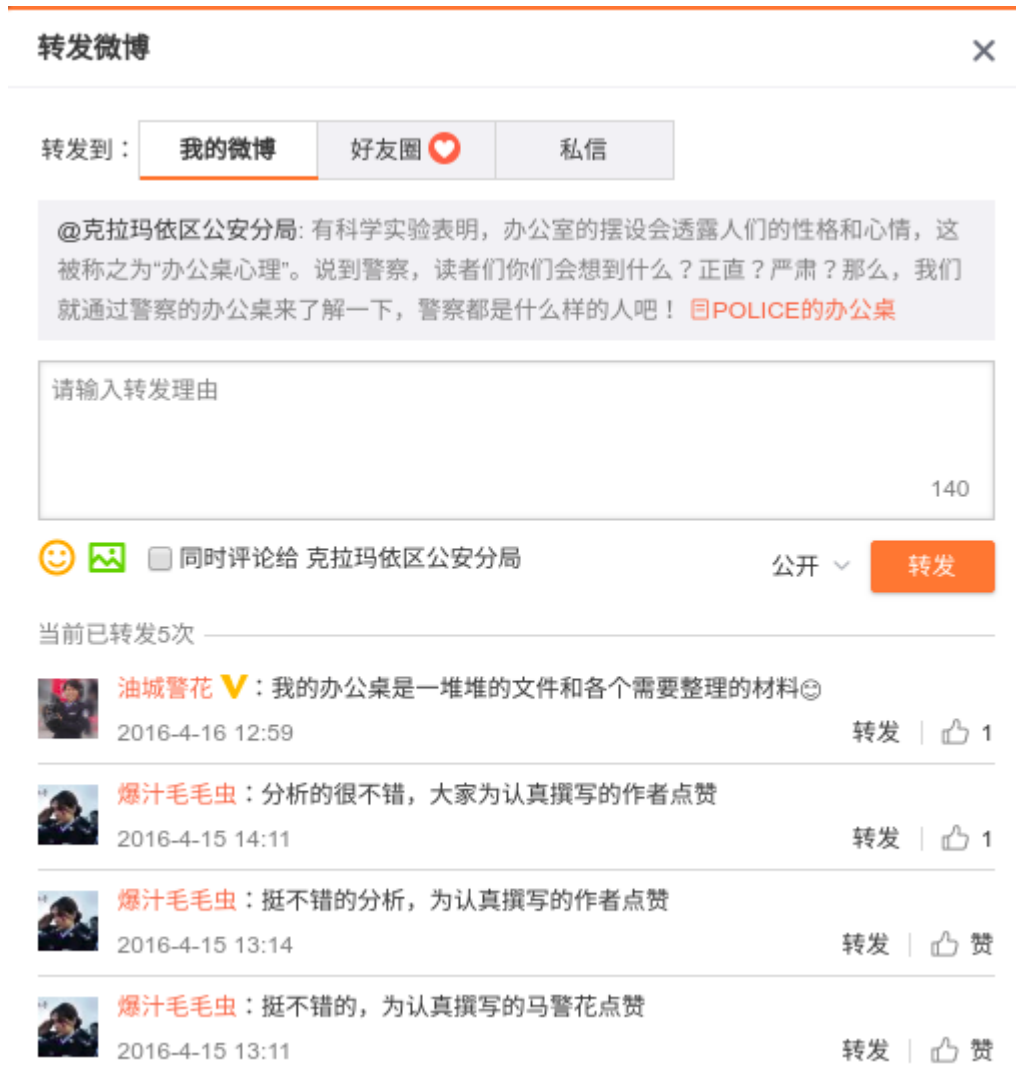 转发微博
转发到：
我的微博
好友圈
私信
@克拉玛依区公安分局: 有科学实验表明，办公室的摆设会透露人们的性格和心情，这
被称之为“办公桌心理”。说到警察，读者们你们会想到什么？正直？严肃？那么，我们
就通过警察的办公桌来了解一下，警察都是什么样的人吧！ POLICE的办公桌
请输入转发理由
140
同时评论给 克拉玛依区公安分局
公开
转发
当前已转发5次
油城警花 V：我的办公桌是一堆堆的文件和各个需要整理的材料😊
2016-4-16 12:59
转发 1
爆汁毛毛虫：分析的很不错，大家为认真撰写的作者点赞
2016-4-15 14:11
转发 1
爆汁毛毛虫：挺不错的分析，为认真撰写的作者点赞
2016-4-15 13:14
转发 赞
爆汁毛毛虫：挺不错的，为认真撰写的马警花点赞
2016-4-15 13:11
转发 赞